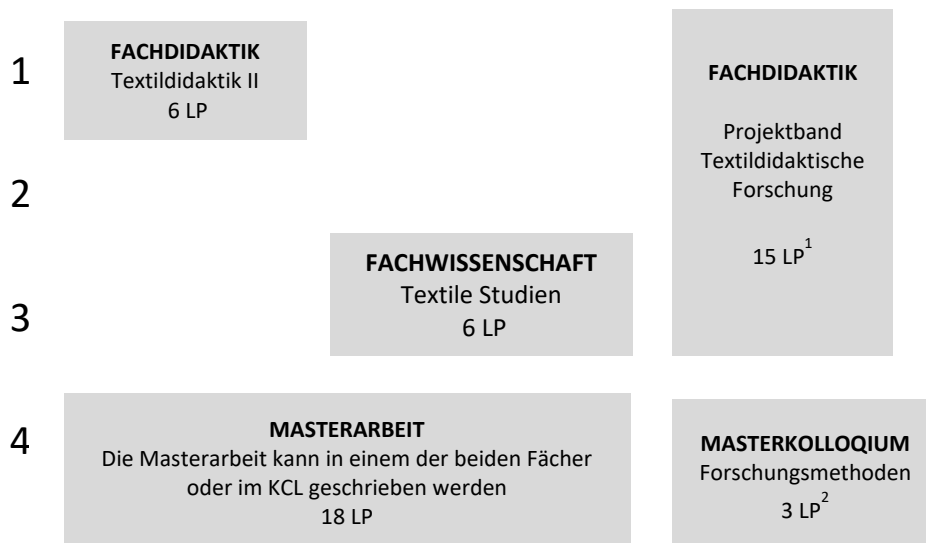 1
FACHDIDAKTIK
Textildidaktik II
6 LP
FACHDIDAKTIK
Projektband
Textildidaktische
Forschung
15 LP¹
2
3
FACHWISSENSCHAFT
Textile Studien
6 LP
4
MASTERARBEIT
Die Masterarbeit kann in einem der beiden Fächer
oder im KCL geschrieben werden
18 LP
MASTERKOLLOQIUM
Forschungsmethoden
3 LP²